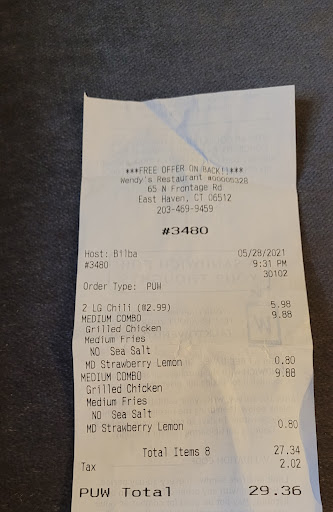 ***FREE OFFER ON BACK!!***
Wendy's Restaurant #00006328
65 N Frontage Rd
East Haven, CT 06512
203-469-9459
#3480
Host: Bilba 05/28/2021
#3480 9:31 PM
30102
Order Type: PUW
2 LG Chili (@2.99) 5.98
MEDIUM COMBO 9.88
Grilled Chicken
Medium Fries
NO Sea Salt
MD Strawberry Lemon 0.80
MEDIUM COMBO 9.88
Grilled Chicken
Medium Fries
NO Sea Salt
MD Strawberry Lemon 0.80
Total Items 8 27.34
Tax 2.02
PUW Total 29.36